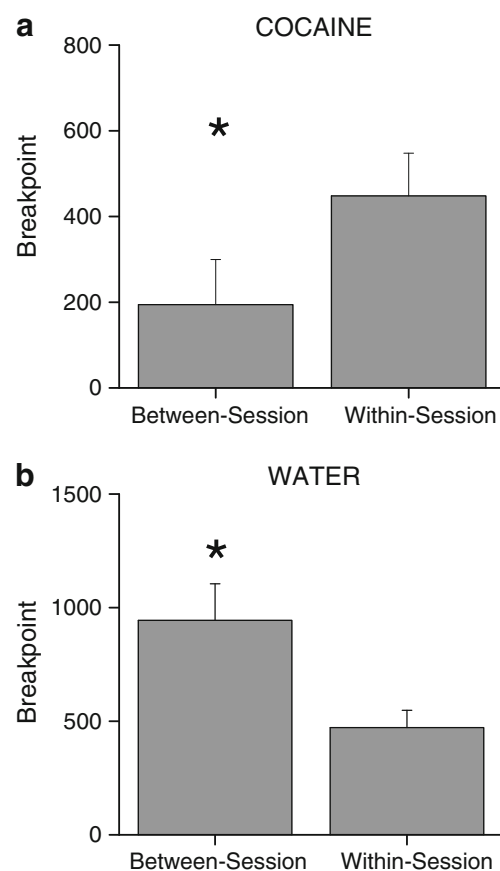 a
COCAINE
Breakpoint
800
600
400
200
0
*
Between-Session Within-Session
b
WATER
Breakpoint
1500
1000
500
0
*
Between-Session Within-Session